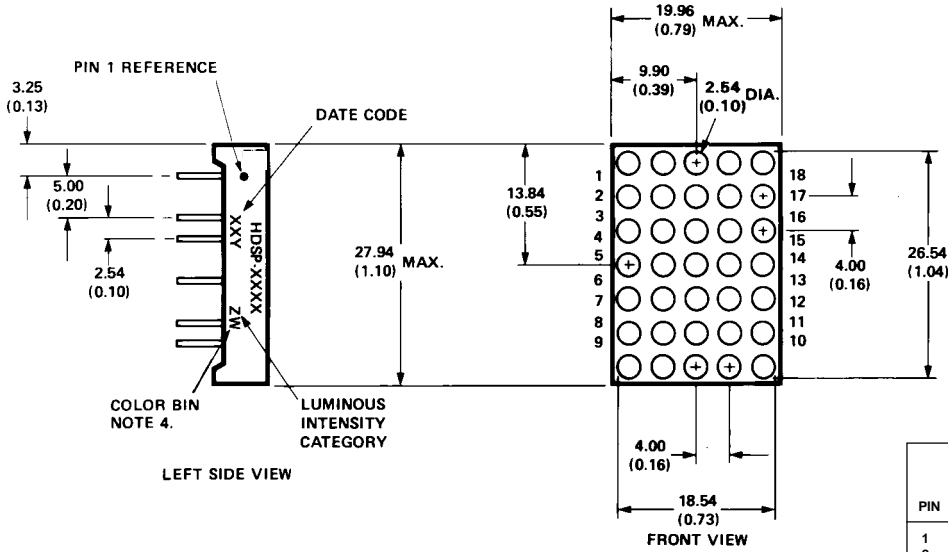 19.96
(0.79) MAX.
PIN 1 REFERENCE
9.90
(0.39)
2.54
(0.10) DIA.
3.25
(0.13)
DATE CODE
5.00
(0.20)
2.54
(0.10)
XXY
HDSP-XXXX
ZW
27.94
(1.10) MAX.
13.84
(0.55)
1
2
3
4
5
6
7
8
9
18
17
16
15
14
13
12
11
10
4.00
(0.16)
26.54
(1.04)
COLOR BIN
NOTE 4.
LUMINOUS
INTENSITY
CATEGORY
LEFT SIDE VIEW
4.00
(0.16)
18.54
(0.73)
FRONT VIEW
PIN
1